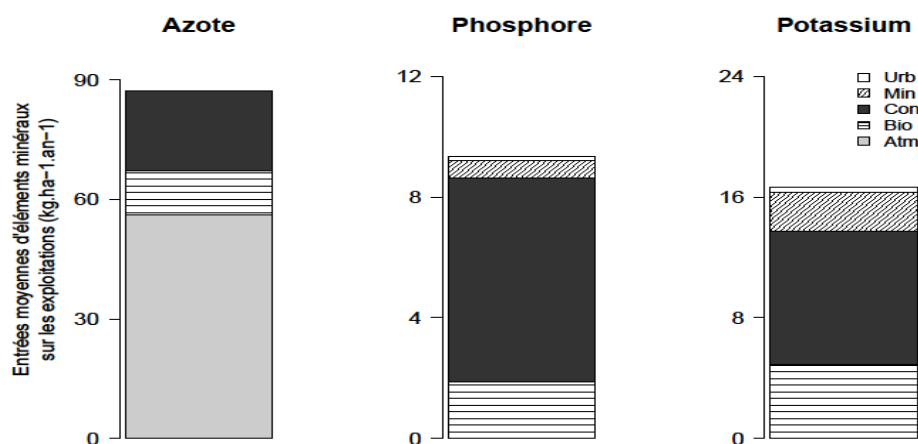 Azote
Phosphore
Potassium
Entrées moyennes d'éléments minéraux
sur les exploitations (kg.ha−1.an−1)
90
60
30
0
12
8
4
0
24
16
8
0
Urb
Min
Con
Bio
Atm